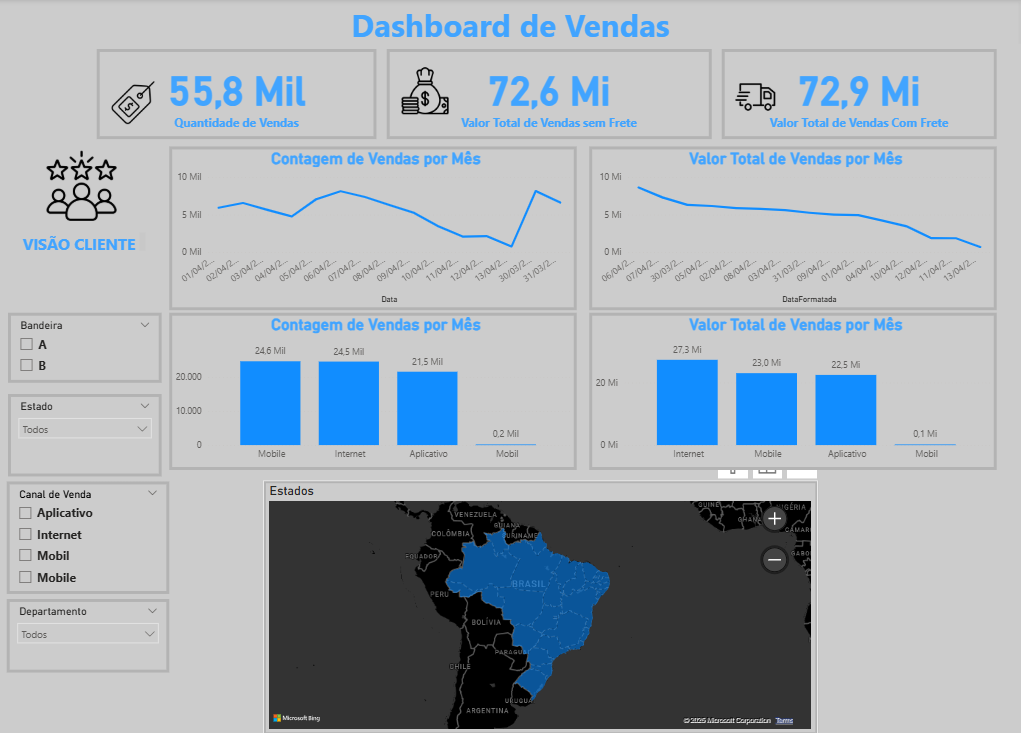 Dashboard de Vendas
55,8 Mil
Quantidade de Vendas
72,6 Mi
Valor Total de Vendas sem Frete
72,9 Mi
Valor Total de Vendas Com Frete
VISÃO CLIENTE
Contagem de Vendas por Mês
10 Mil
5 Mil
0 Mil
01/04/2...
02/04/2...
03/04/2...
04/04/2...
05/04/2...
06/04/2...
07/04/2...
08/04/2...
09/04/2...
10/04/2...
11/04/2...
12/04/2...
13/04/2...
30/03/2...
31/03/2...
Data
Valor Total de Vendas por Mês
10 Mi
5 Mi
0 Mi
06/04/2...
07/04/2...
30/03/2...
05/04/2...
02/04/2...
08/04/2...
03/04/2...
31/03/2...
09/04/2...
01/04/2...
04/04/2...
10/04/2...
12/04/2...
11/04/2...
13/04/2...
DataFormatada
Bandeira
A
B
Estado
Todos
Canal de Venda
Aplicativo
Internet
Mobil
Mobile
Departamento
Todos
Contagem de Vendas por Mês
20.000
10.000
0
24,6 Mil
24,5 Mil
21,5 Mil
0,2 Mil
Mobile
Internet
Aplicativo
Mobil
Valor Total de Vendas por Mês
20 Mi
0 Mi
27,3 Mi
23,0 Mi
22,5 Mi
0,1 Mi
Internet
Mobile
Aplicativo
Mobil
Estados
VENEZUELA
GUIANA
SURINAME
COLÔMBIA
EQUADOR
BRASIL
PERU
BOLÍVIA
PARAGUAI
CHILE
URUGUAI
ARGENTINA
GUINÉ
GHANA
NIGÉRIA
CAMAR
GABO
+
−
Microsoft Bing
© 2025 Microsoft Corporation
Terms